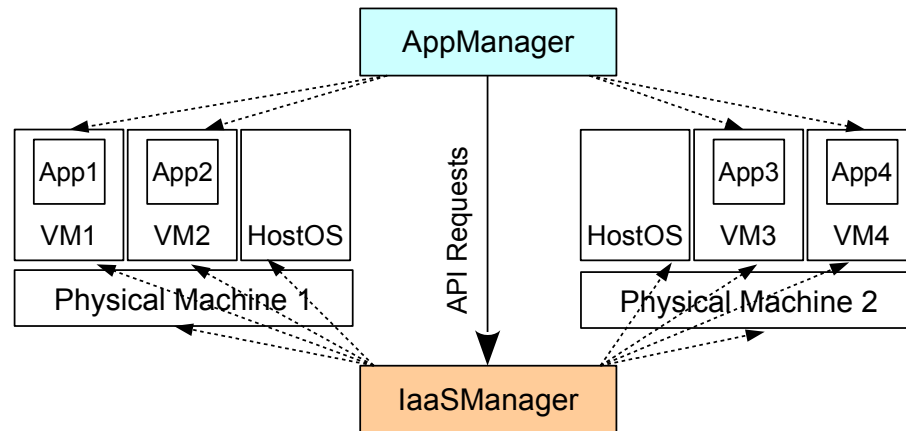 AppManager
App1
App2
App3
App4
VM1
VM2
HostOS
API Requests
HostOS
VM3
VM4
Physical Machine 1
Physical Machine 2
IaaSManager